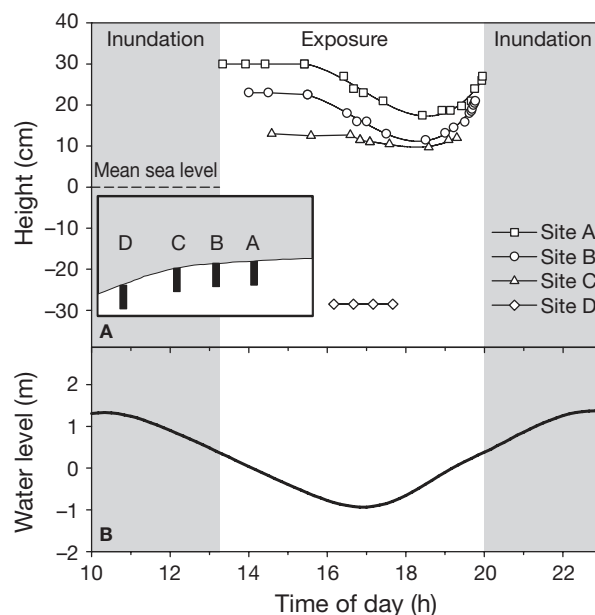 Inundation Exposure Inundation
40
30
20
10
0
−10
−20
−30
Height (cm)
Mean sea level
D C B A
Site A
Site B
Site C
Site D
A
2
1
0
−1
−2
Water level (m)
B
10 12 14 16 18 20 22
Time of day (h)